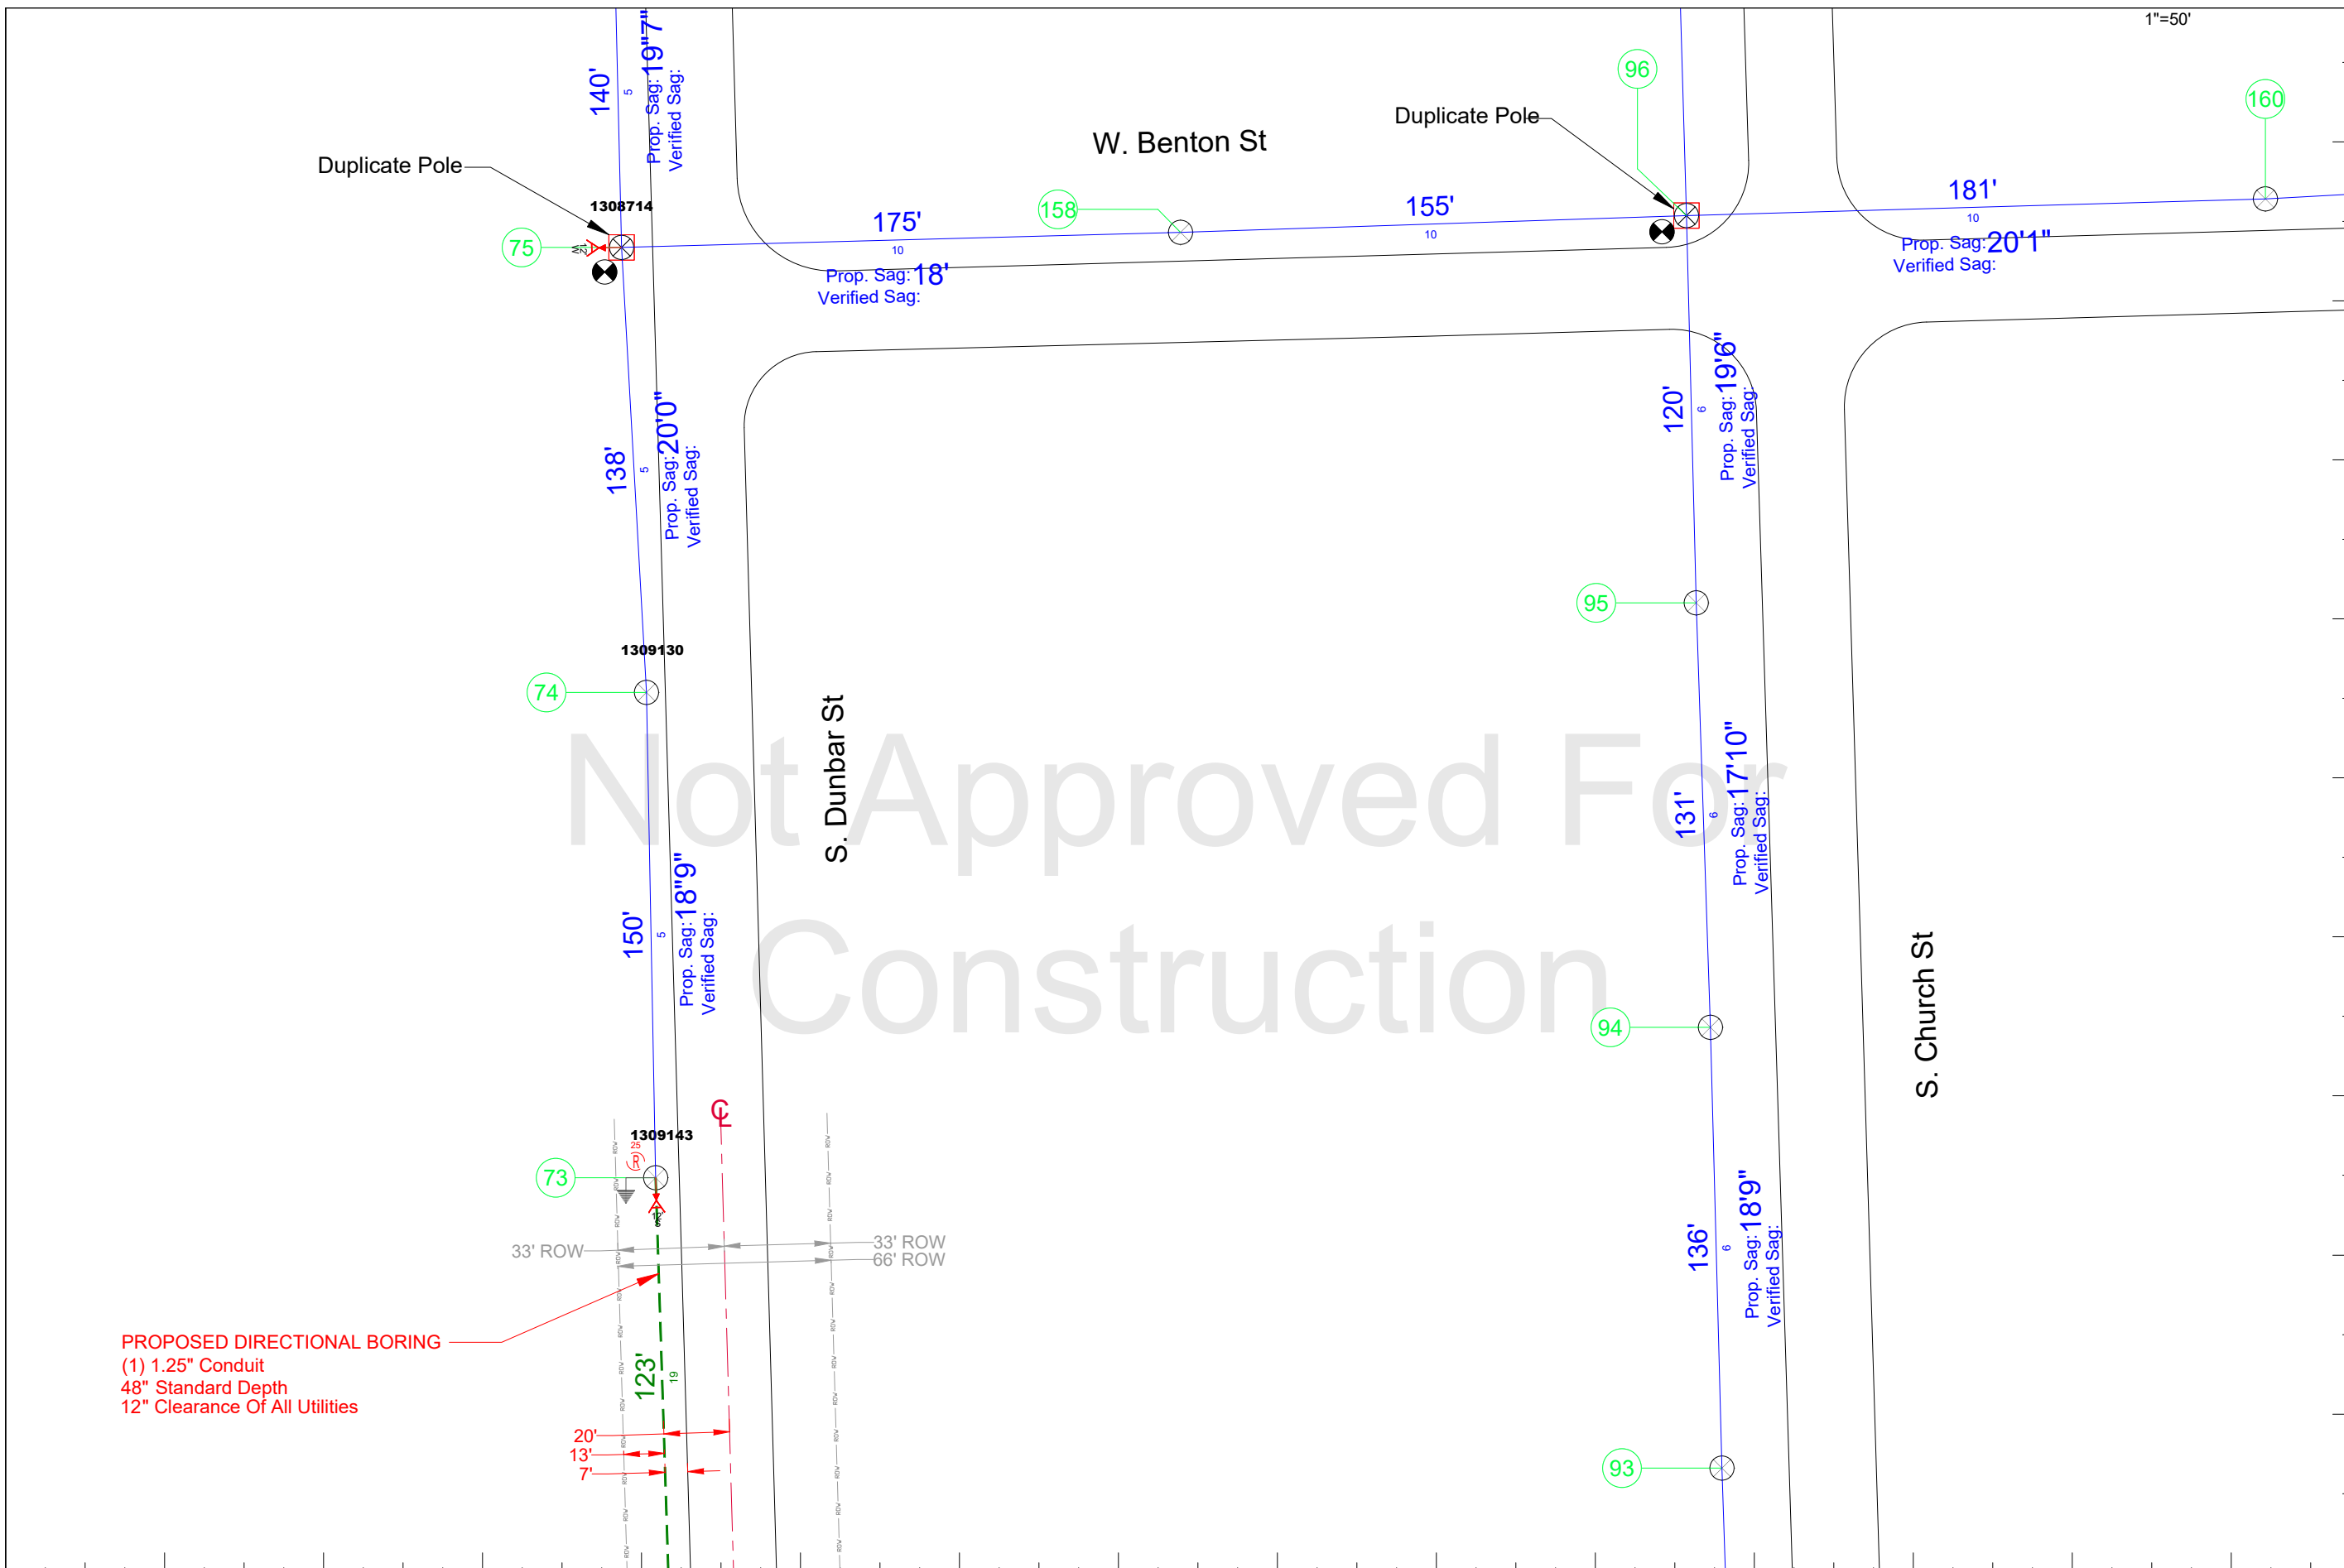 1"=50'
140'
5
Prop. Sag: 19"7"
Verified Sag:
96
160
Duplicate Pole
W. Benton St
Duplicate Pole
1308714
75
12'
W
175'
10
Prop. Sag: 18'
Verified Sag:
158
155'
10
181'
10
Prop. Sag: 20'1"
Verified Sag:
138'
5
Prop. Sag: 20'0"
Verified Sag:
120'
6
Prop. Sag: 19'6"
Verified Sag:
95
1309130
74
S. Dunbar St
Not Approved For
Construction
131'
6
Prop. Sag: 17'10"
Verified Sag:
150'
5
Prop. Sag: 18"9"
Verified Sag:
94
S. Church St
CL
1309143
25
R
73
33' ROW
33' ROW
66' ROW
ROW
136'
6
Prop. Sag: 18'9"
Verified Sag:
PROPOSED DIRECTIONAL BORING
(1) 1.25" Conduit
48" Standard Depth
12" Clearance Of All Utilities
123'
19
20'
13'
7'
93